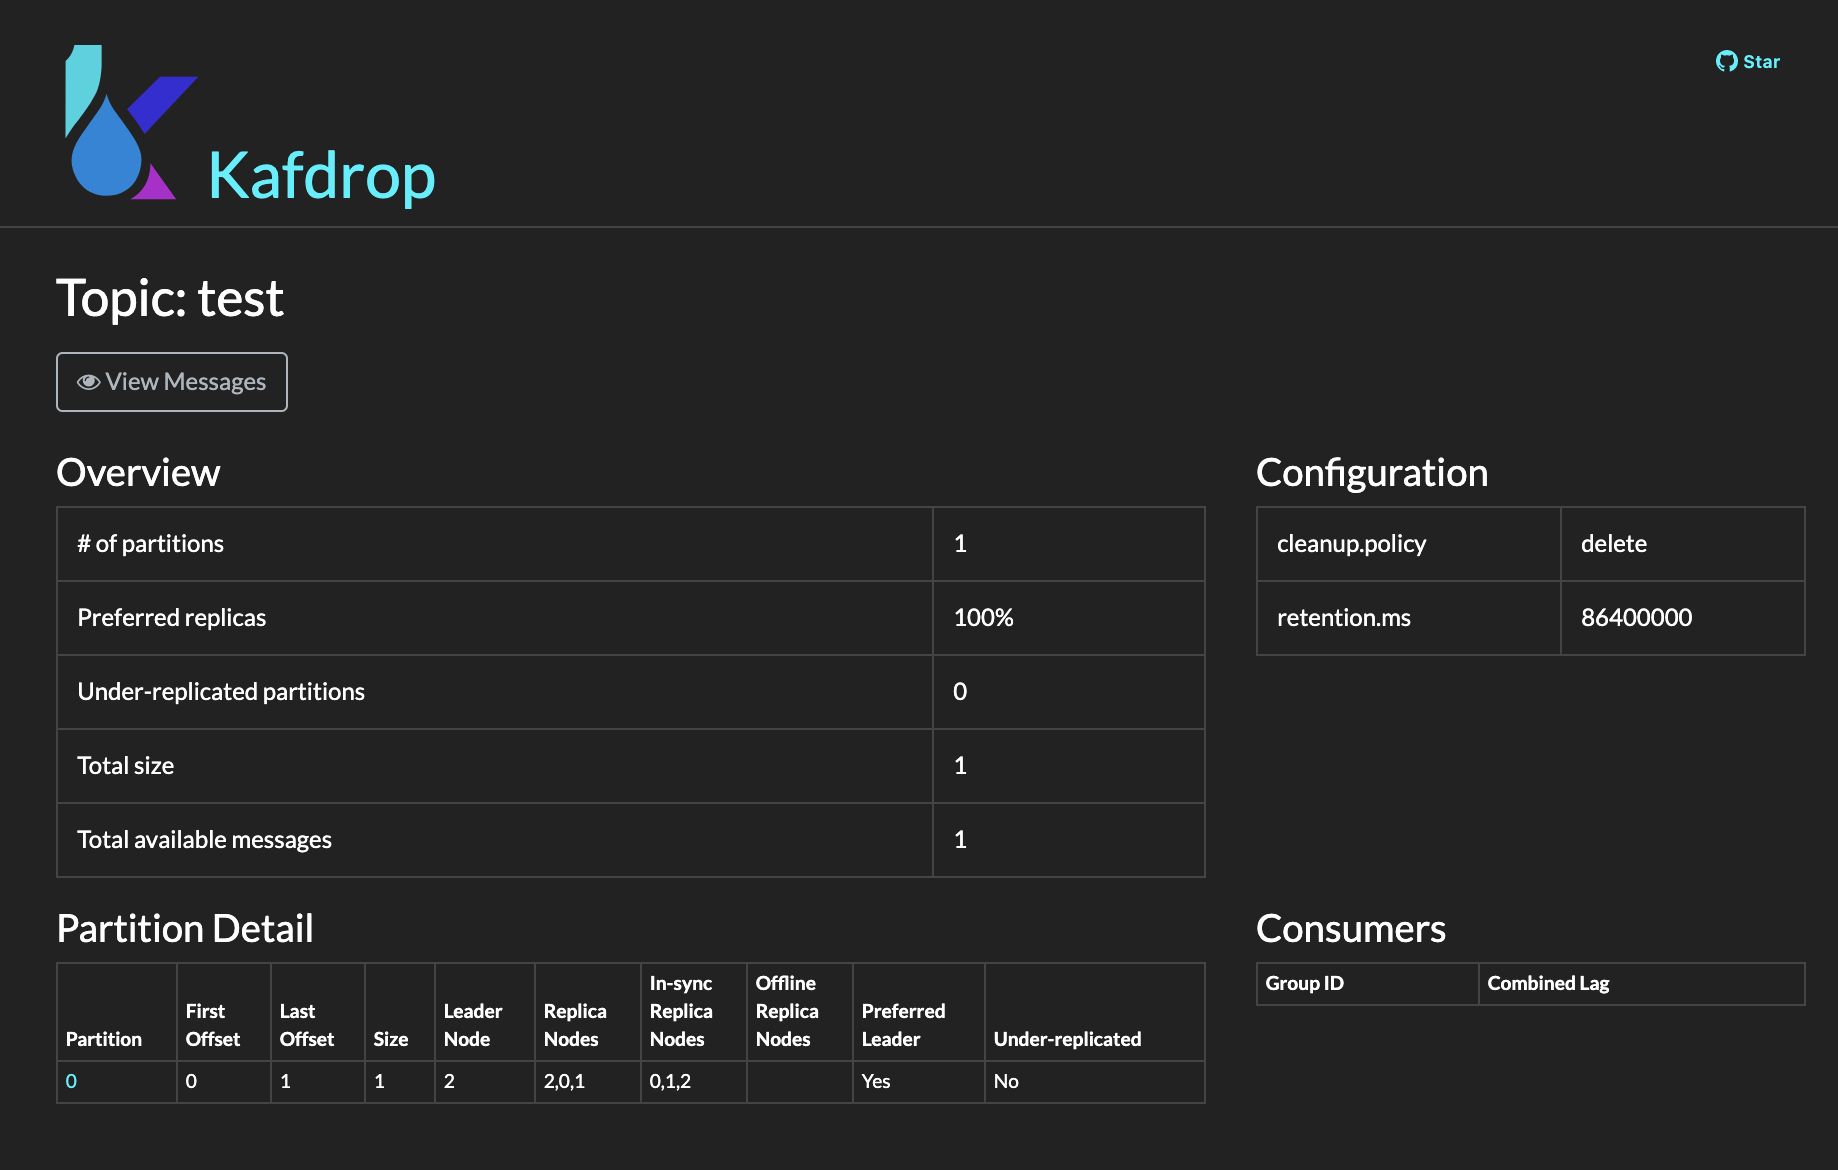 Star
Kafdrop
Topic: test
View Messages
Overview
# of partitions 1
Preferred replicas 100%
Under-replicated partitions 0
Total size 1
Total available messages 1
Configuration
cleanup.policy delete
retention.ms 86400000
Partition Detail
Partition First Offset Last Offset Size Leader Node Replica Nodes In-sync Replica Nodes Offline Replica Nodes Preferred Leader Under-replicated
0 0 1 1 2 2,0,1 0,1,2 Yes No
Consumers
Group ID Combined Lag